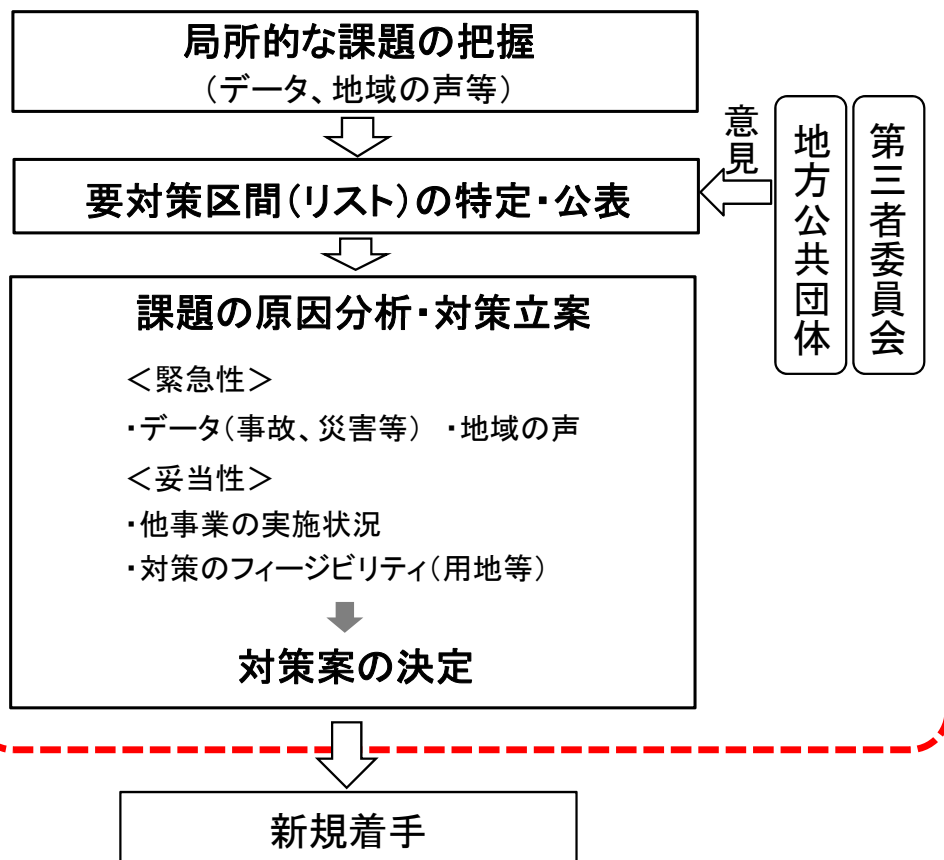 局所的な課題の把握
（データ、地域の声等）
要対策区間（リスト）の特定・公表
意見
地方公共団体
第三者委員会
課題の原因分析・対策立案
＜緊急性＞
・データ（事故、災害等）　・地域の声
＜妥当性＞
・他事業の実施状況
・対策のフィージビリティ（用地等）
対策案の決定
新規着手